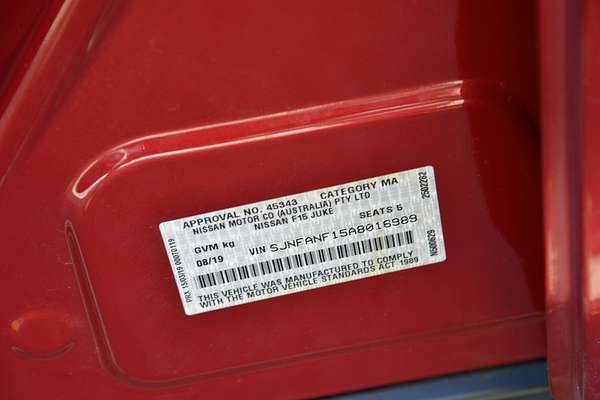 APPROVAL NO. 45343 CATEGORY MA
NISSAN MOTOR CO (AUSTRALIA) PTY LTD
NISSAN F15 JUKE SEATS 5
GVM kg VIN SJNFANF15A8016989
08/19
THIS VEHICLE WAS MANUFACTURED TO COMPLY
WITH THE MOTOR VEHICLE STANDARDS ACT 1989
2502262